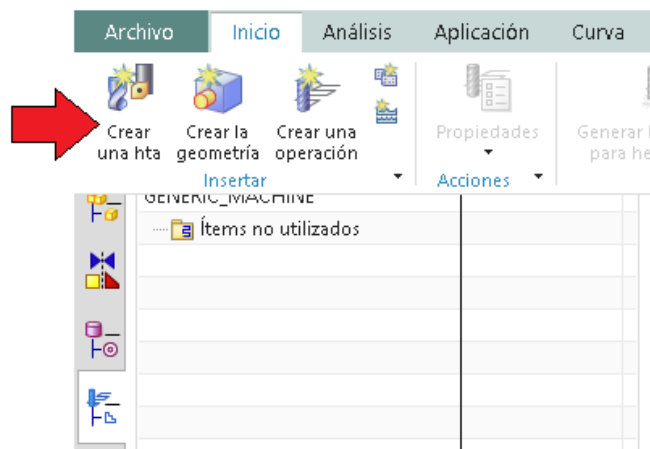 Archivo Inicio Análisis Aplicación Curva
Crear una hta
Crear la geometría
Crear una operación
Propiedades
Generar
para he
Insertar Acciones
GENERIC_MACHINE
Ítems no utilizados